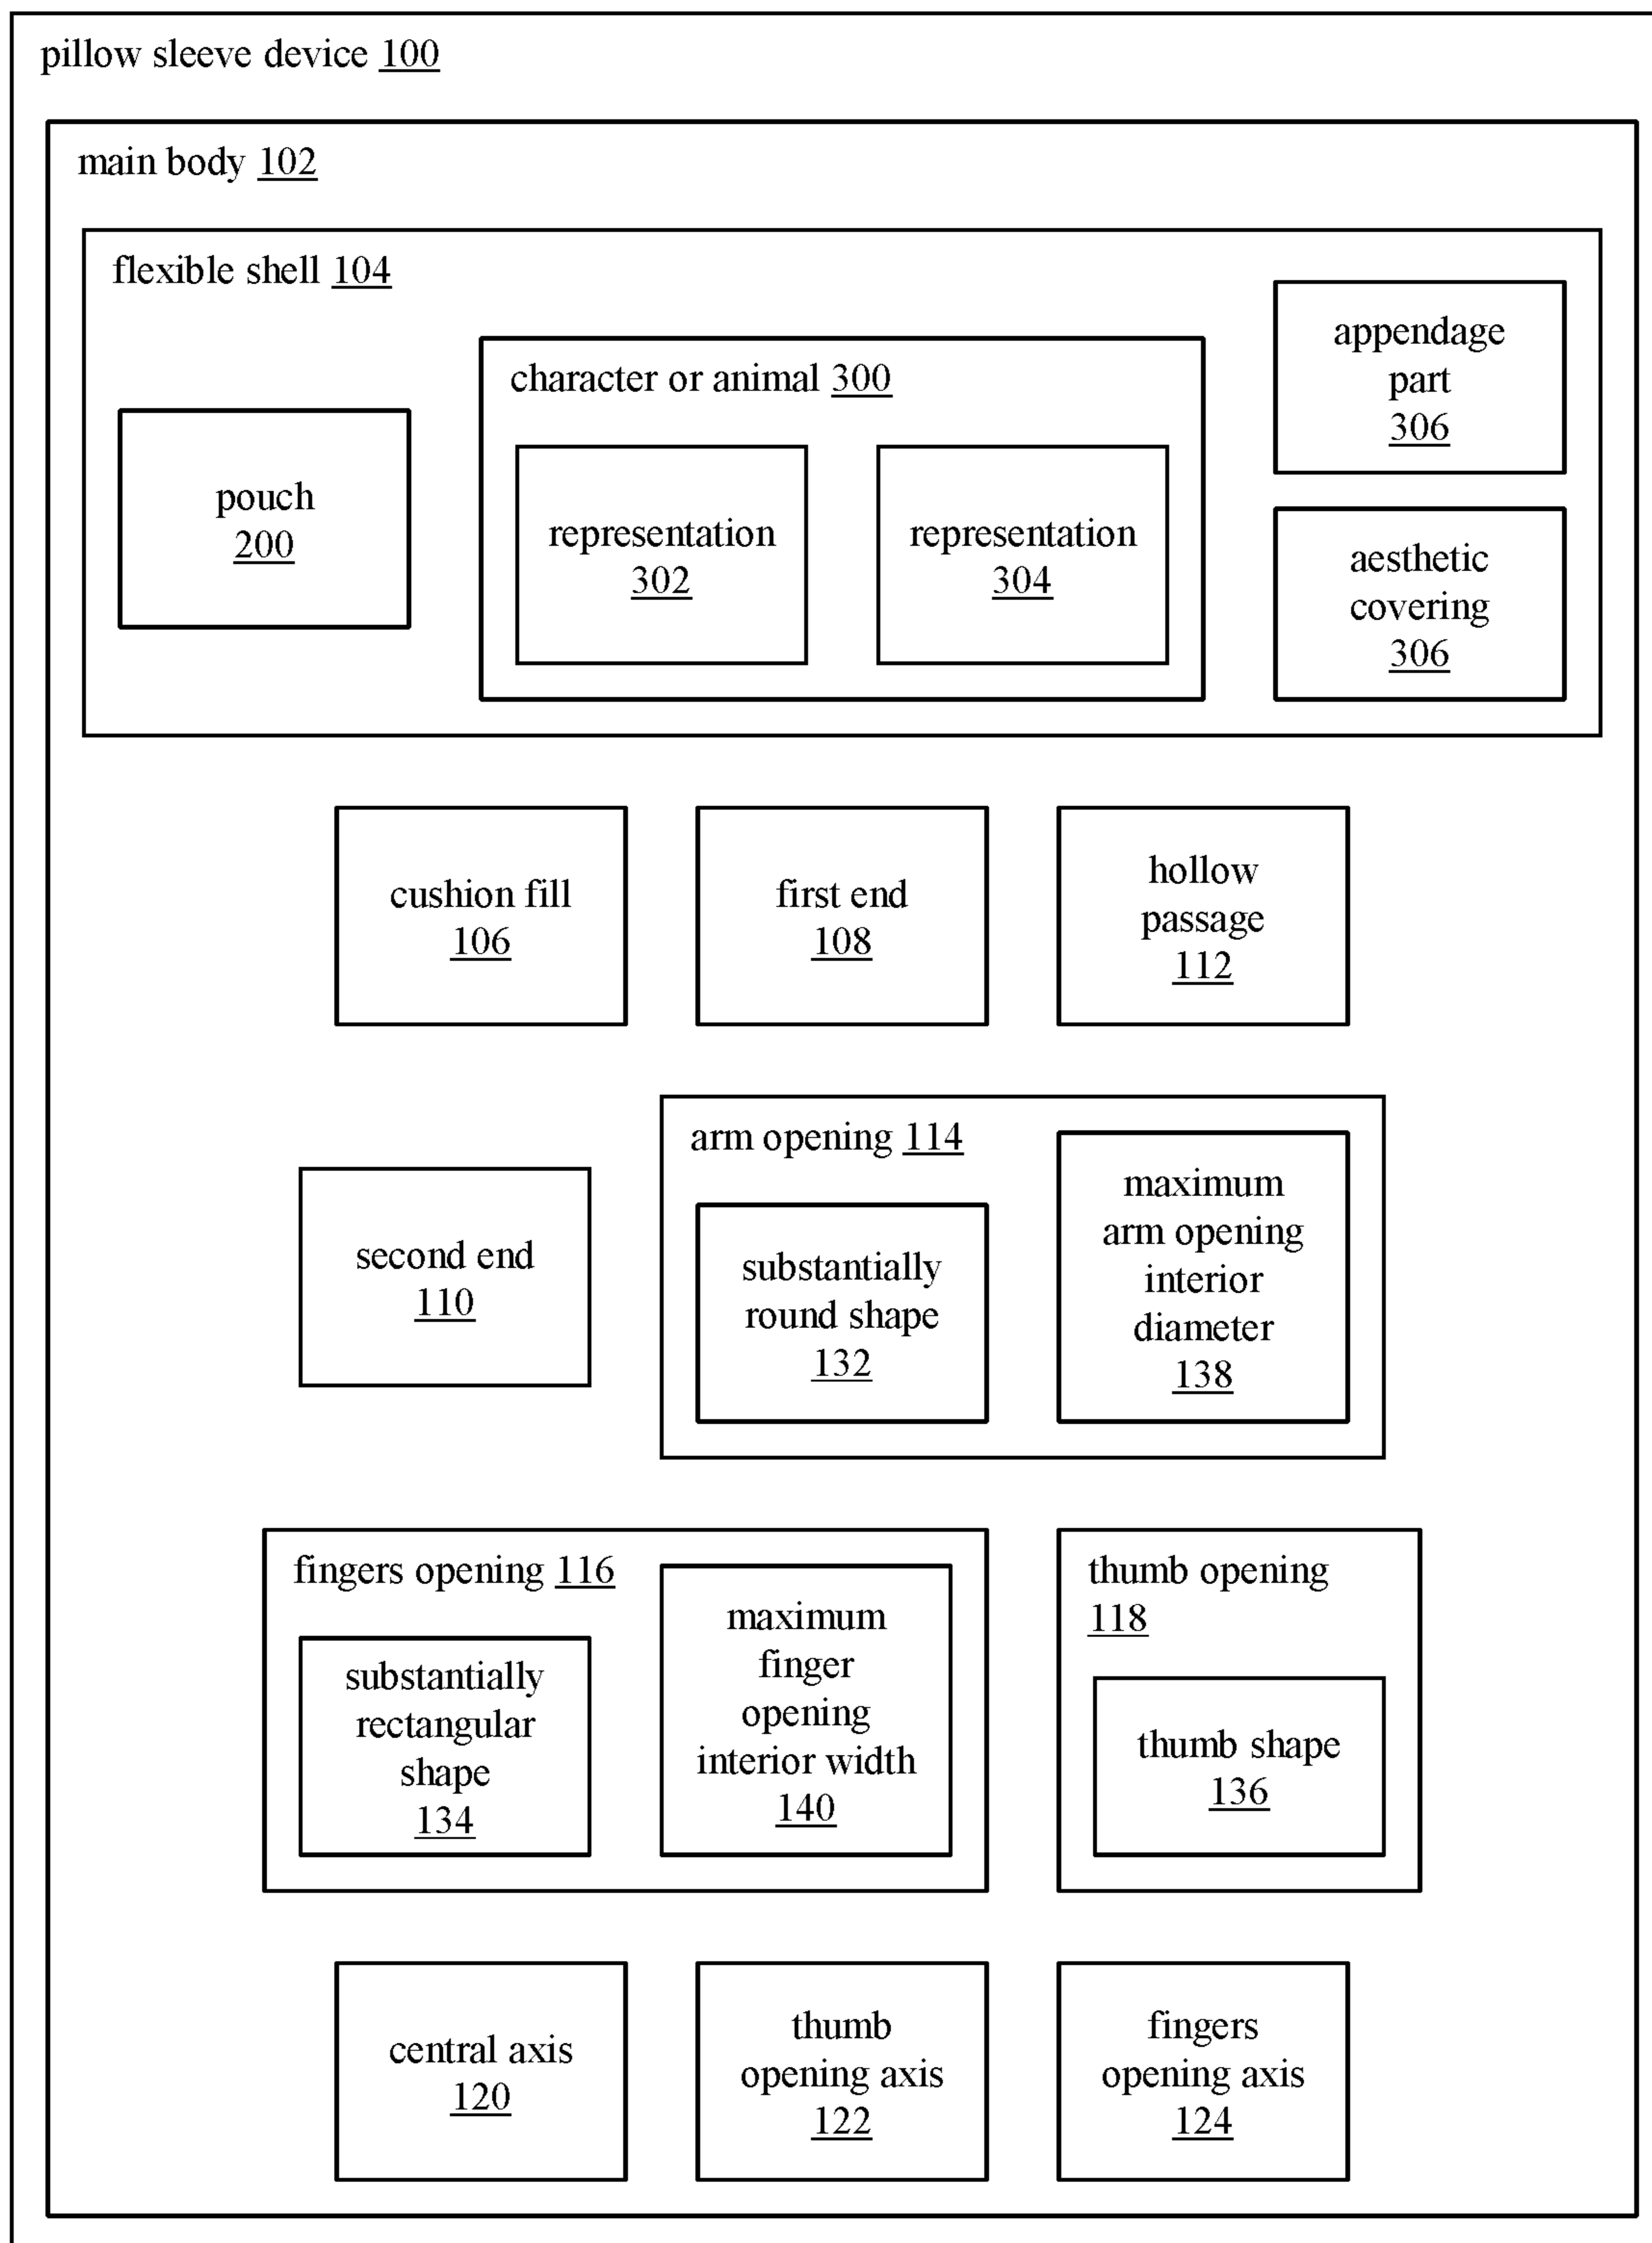 pillow sleeve device 100
main body 102
flexible shell 104
pouch
200
character or animal 300
representation
302
representation
304
appendage
part
306
aesthetic
covering
306
cushion fill
106
first end
108
hollow
passage
112
second end
110
arm opening 114
substantially
round shape
132
maximum
arm opening
interior
diameter
138
fingers opening 116
substantially
rectangular
shape
134
maximum
finger
opening
interior width
140
thumb opening
118
thumb shape
136
central axis
120
thumb
opening axis
122
fingers
opening axis
124